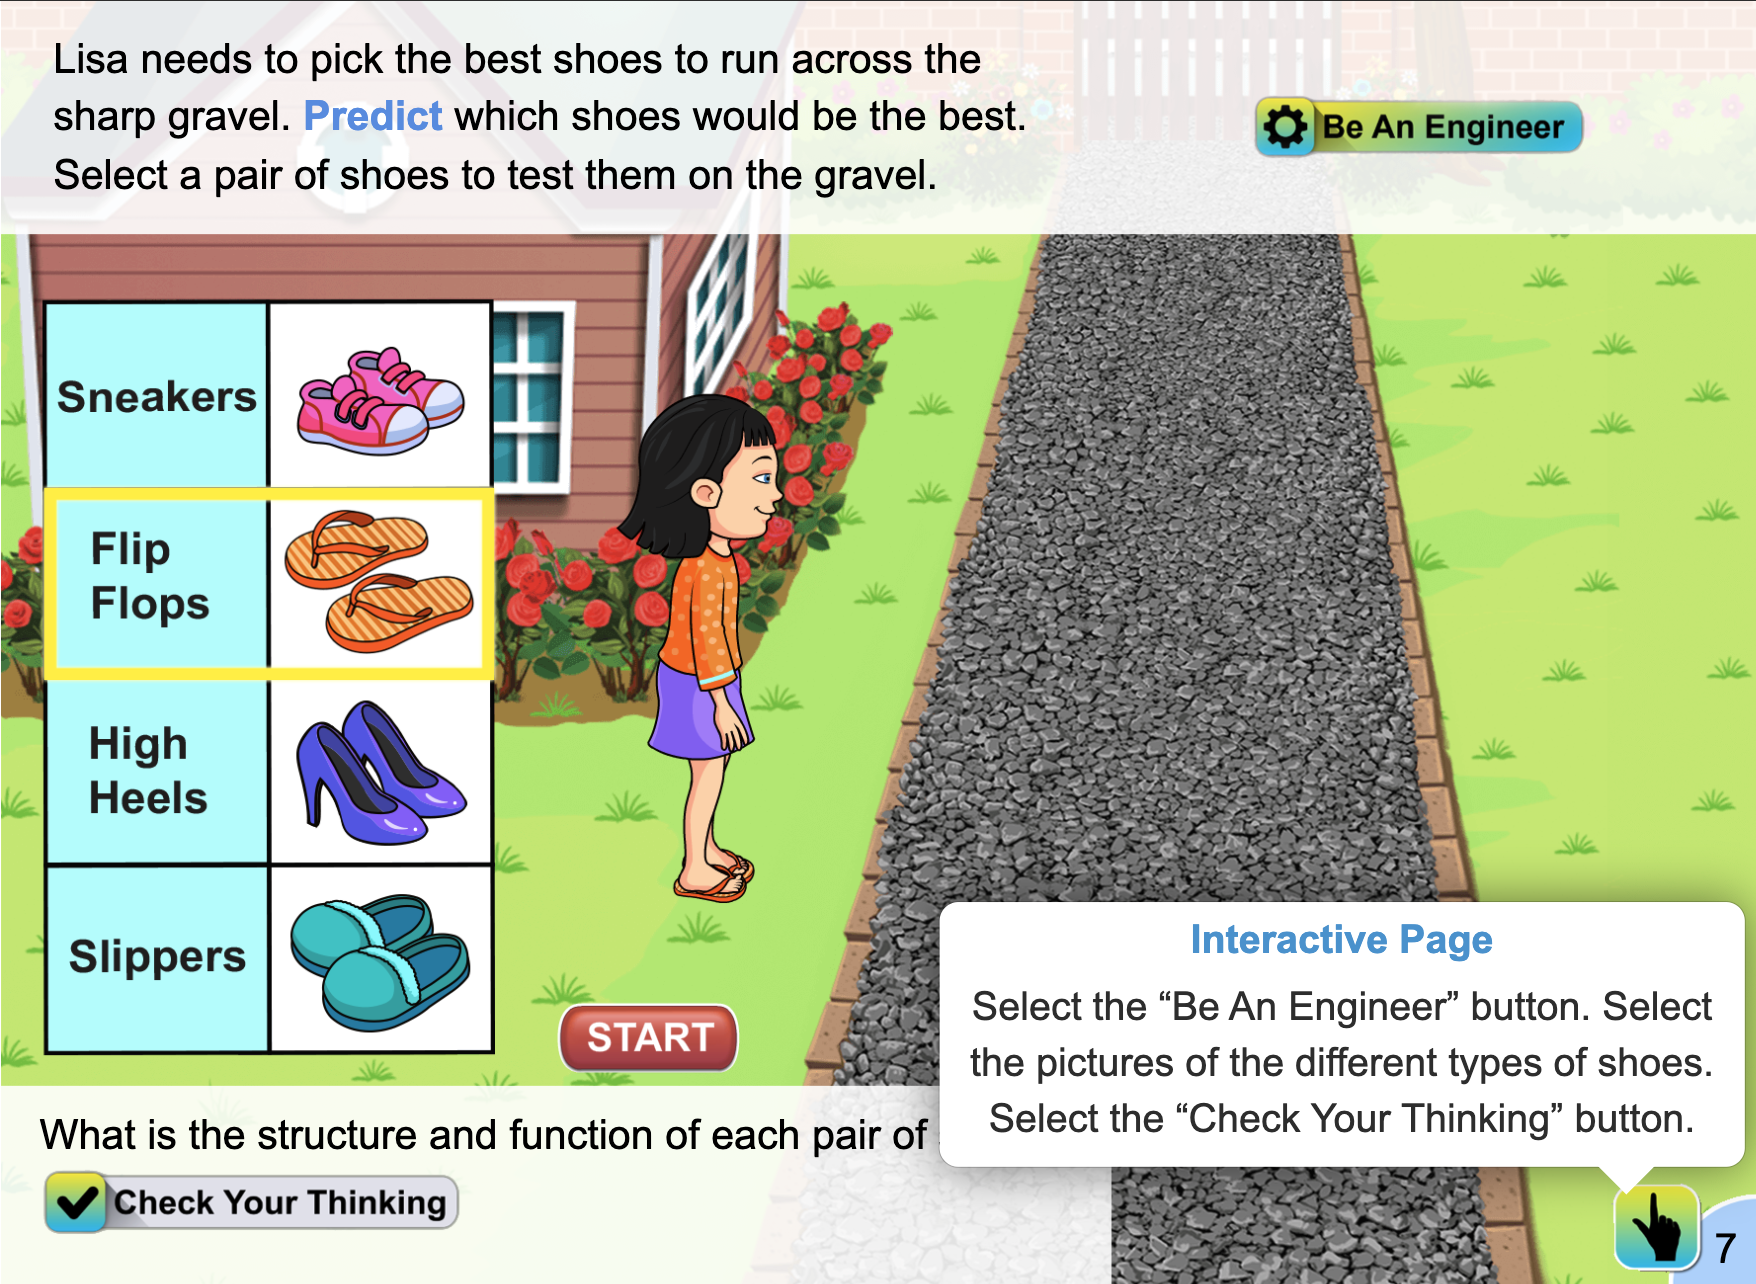 Lisa needs to pick the best shoes to run across the
sharp gravel. Predict which shoes would be the best.
Select a pair of shoes to test them on the gravel.
Be An Engineer
Sneakers
Flip
Flops
High
Heels
Slippers
START
Interactive Page
Select the “Be An Engineer” button. Select
the pictures of the different types of shoes.
Select the “Check Your Thinking” button.
What is the structure and function of each pair of
Check Your Thinking
7